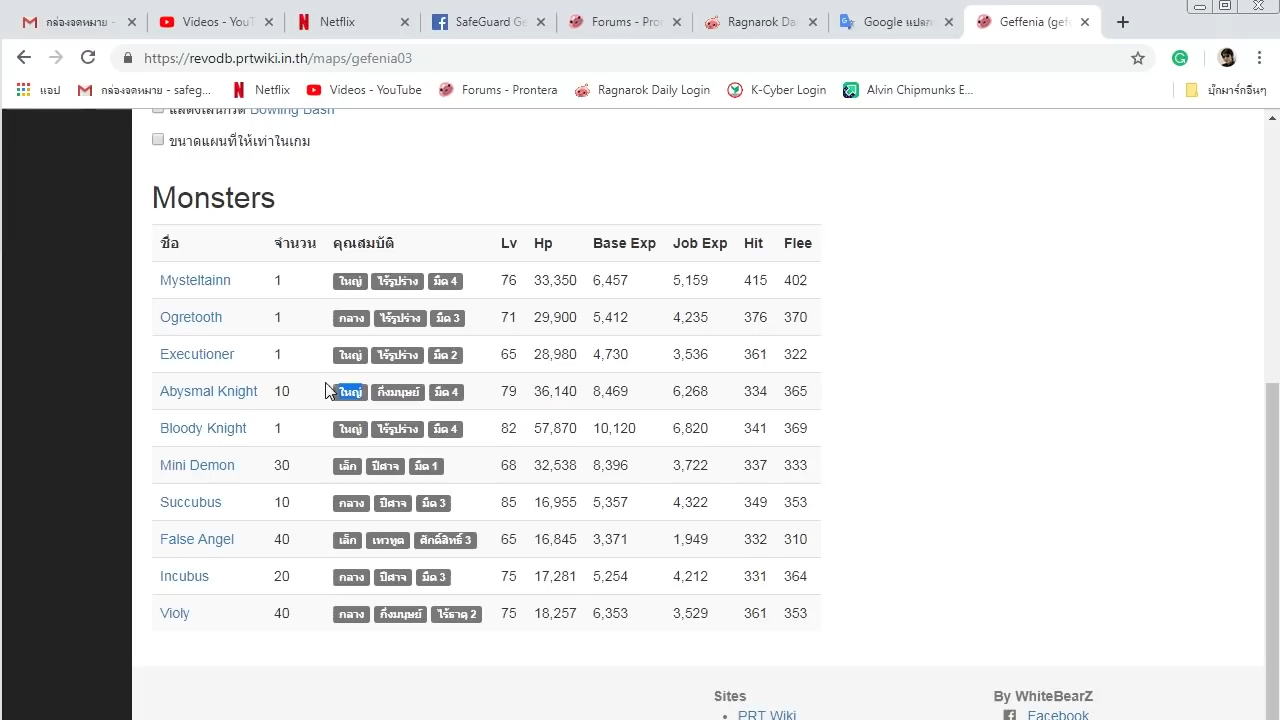 กล่องจดหมาย -
Videos - YouT
Netflix
SafeGuard Ge
Forums - Pron
Ragnarok Da
Google แปลภ
Geffenia (gef
https://revodb.prtwiki.in.th/maps/gefenia03
แอป กล่องจดหมาย - safeg... Netflix Videos - YouTube Forums - Prontera Ragnarok Daily Login K-Cyber Login Alvin Chipmunks E... บุ๊กมาร์กอื่นๆ
Bowling Bash
ขนาดแผนที่ให้เท่าในเกม
Monsters
ชื่อ จำนวน คุณสมบัติ Lv Hp Base Exp Job Exp Hit Flee
Mysteltainn 1 ใหญ่ ไร้รูปร่าง มืด 4 76 33,350 6,457 5,159 415 402
Ogretooth 1 กลาง ไร้รูปร่าง มืด 3 71 29,900 5,412 4,235 376 370
Executioner 1 ใหญ่ ไร้รูปร่าง มืด 2 65 28,980 4,730 3,536 361 322
Abysmal Knight 10 ใหญ่ กึ่งมนุษย์ มืด 4 79 36,140 8,469 6,268 334 365
Bloody Knight 1 ใหญ่ ไร้รูปร่าง มืด 4 82 57,870 10,120 6,820 341 369
Mini Demon 30 เล็ก ปีศาจ มืด 1 68 32,538 8,396 3,722 337 333
Succubus 10 กลาง ปีศาจ มืด 3 85 16,955 5,357 4,322 349 353
False Angel 40 เล็ก เทวทูต ศักดิ์สิทธิ์ 3 65 16,845 3,371 1,949 332 310
Incubus 20 กลาง ปีศาจ มืด 3 75 17,281 5,254 4,212 331 364
Violy 40 กลาง กึ่งมนุษย์ ไร้ธาตุ 2 75 18,257 6,353 3,529 361 353
Sites By WhiteBearZ
PRT Wiki Facebook